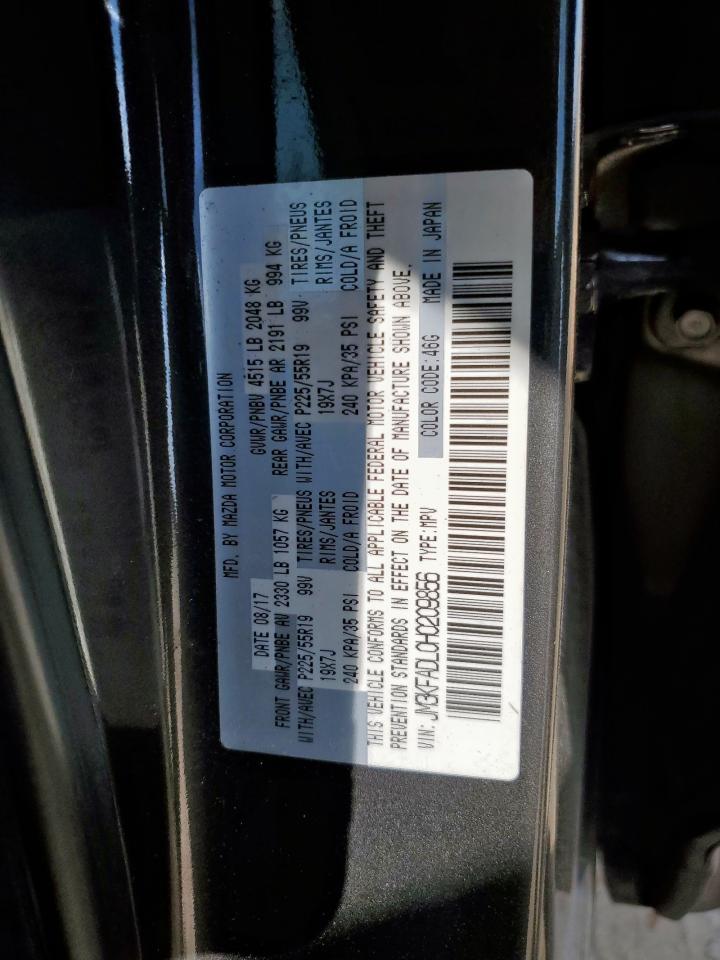 MFD. BY MAZDA MOTOR CORPORATION
DATE 08/17 GVWR/PNBV 4515 LB 2048 KG
FRONT GAWR/PNBE AV 2330 LB 1057 KG REAR GAWR/PNBE AR 2191 LB 994 KG
WITH/AVEC P225/55R19 99V TIRES/PNEUS WITH/AVEC P225/55R19 99V TIRES/PNEUS
19X7J RIMS/JANTES 19X7J RIMS/JANTES
240 KPA/35 PSI COLD/A FROID 240 KPA/35 PSI COLD/A FROID
THIS VEHICLE CONFORMS TO ALL APPLICABLE FEDERAL MOTOR VEHICLE SAFETY AND THEFT
PREVENTION STANDARDS IN EFFECT ON THE DATE OF MANUFACTURE SHOWN ABOVE.
VIN: JM3KFADL0H0209856 TYPE:MPV COLOR CODE:46G MADE IN JAPAN